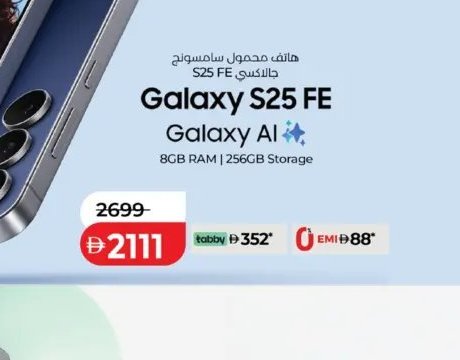 هاتف محمول سامسونج
جالاكسي S25 FE
Galaxy S25 FE
Galaxy AI
8GB RAM | 256GB Storage
2699
2111
tabby 352* 0% EMI 88*